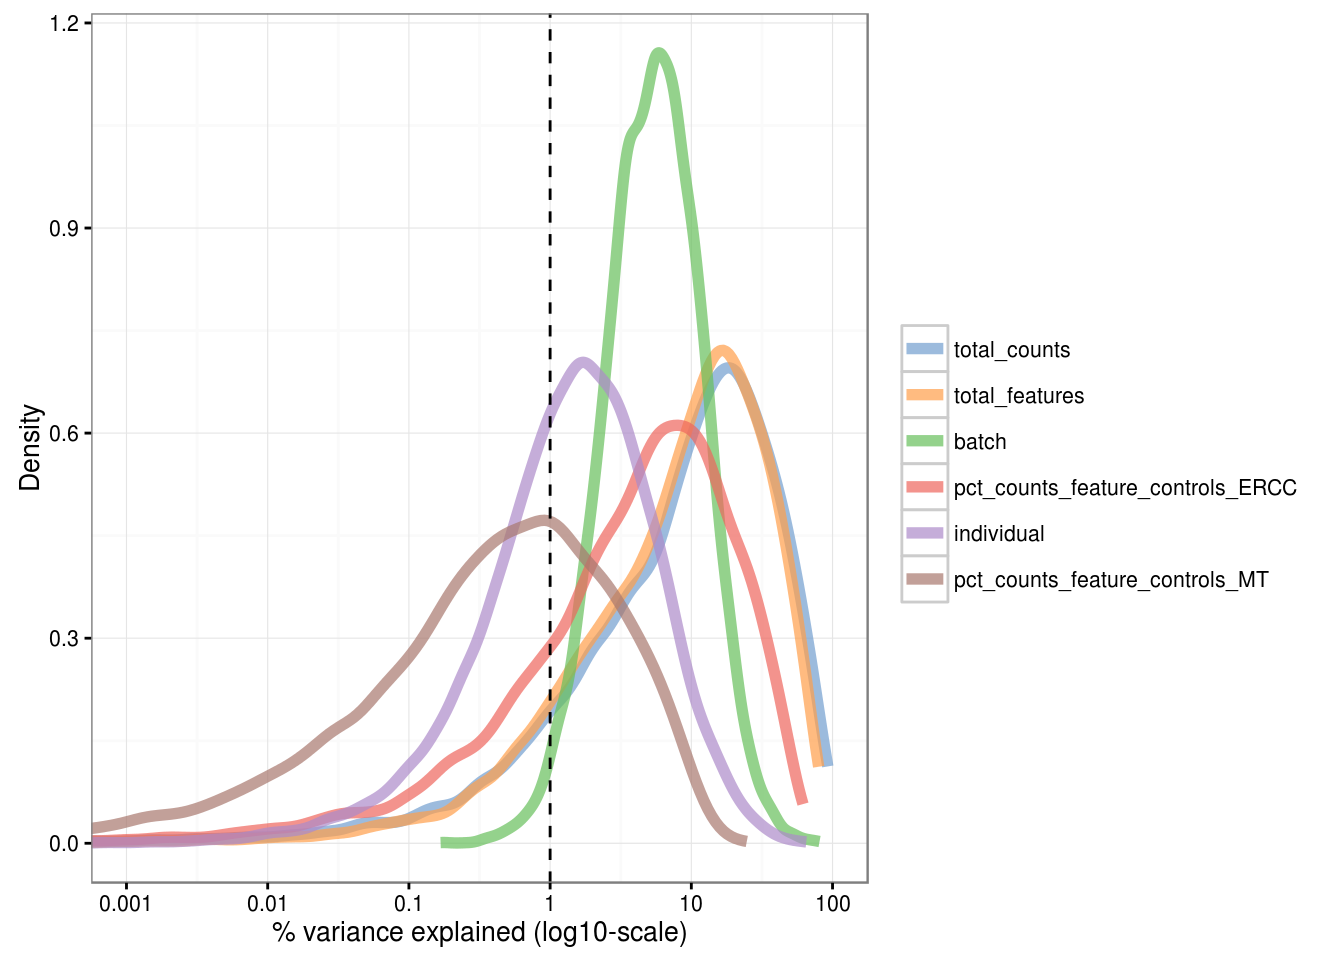 1.2
0.9
0.6
0.3
0.0
Density
0.001
0.01
0.1
1
10
100
% variance explained (log10-scale)
total_counts
total_features
batch
pct_counts_feature_controls_ERCC
individual
pct_counts_feature_controls_MT